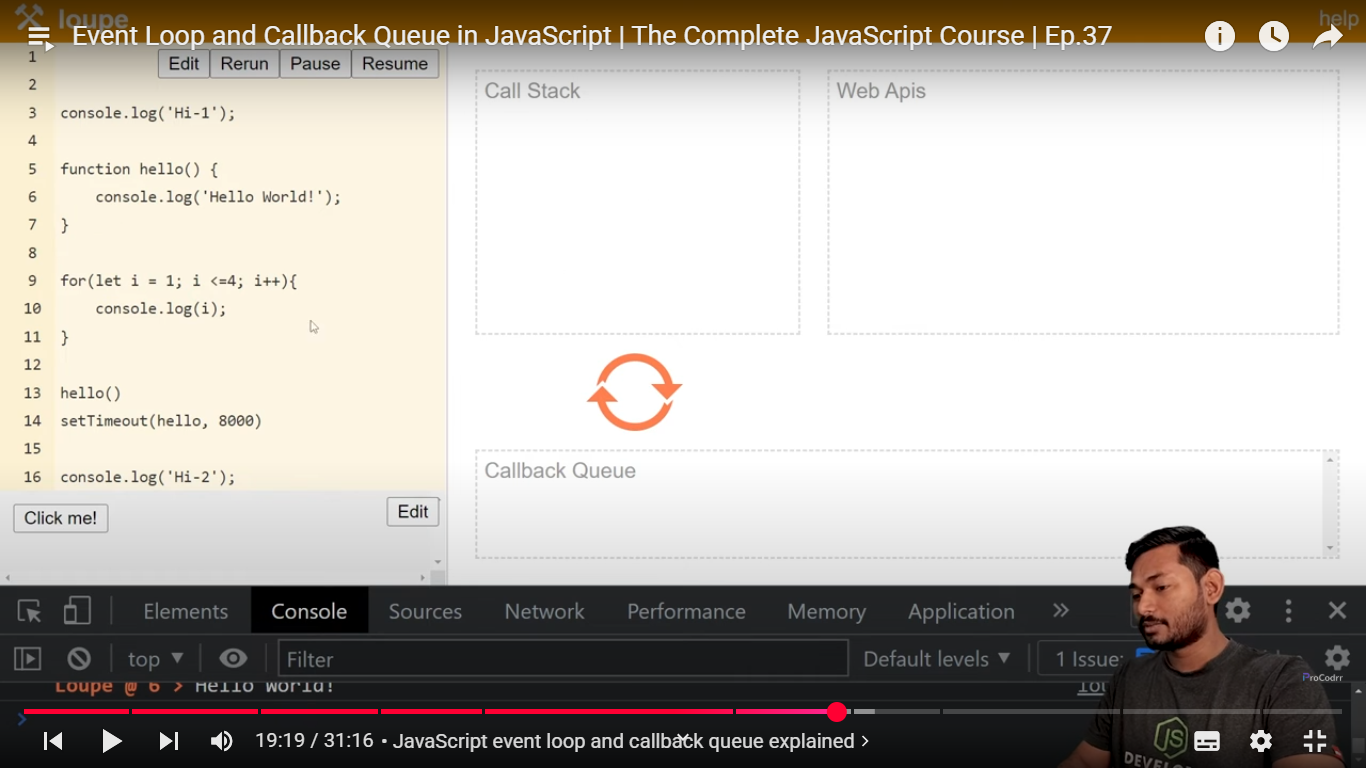 loupe
help
Event Loop and Callback Queue in JavaScript | The Complete JavaScript Course | Ep.37
Edit Rerun Pause Resume
1
2
3 console.log('Hi-1');
4
5 function hello() {
6 console.log('Hello World!');
7 }
8
9 for(let i = 1; i <=4; i++){
10 console.log(i);
11 }
12
13 hello()
14 setTimeout(hello, 8000)
15
16 console.log('Hi-2');
Click me!
Edit
Call Stack
Web Apis
Callback Queue
Elements Console Sources Network Performance Memory Application
top Filter Default levels 1 Issue:
Loupe @ 6 > Hello World!
ProCodrr
JS
19:19 / 31:16 • JavaScript event loop and callback queue explained